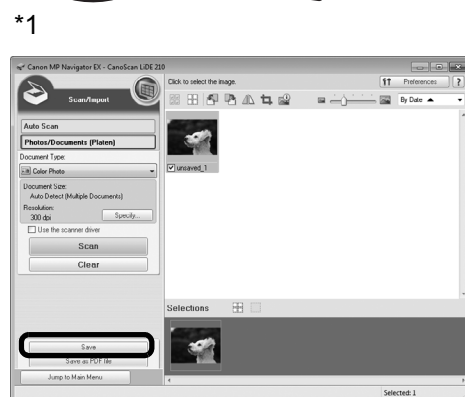 *1
Canon MP Navigator EX - CanoScan LiDE 210
Scan/Import
Click to select the image.
Preferences
?
By Date
Auto Scan
Photos/Documents (Platen)
Document Type:
Color Photo
Document Size:
Auto Detect (Multiple Documents)
Resolution:
300 dpi
Specify...
Use the scanner driver
Scan
Clear
unsaved_1
Selections
Save
Save as PDF file
Jump to Main Menu
Selected: 1